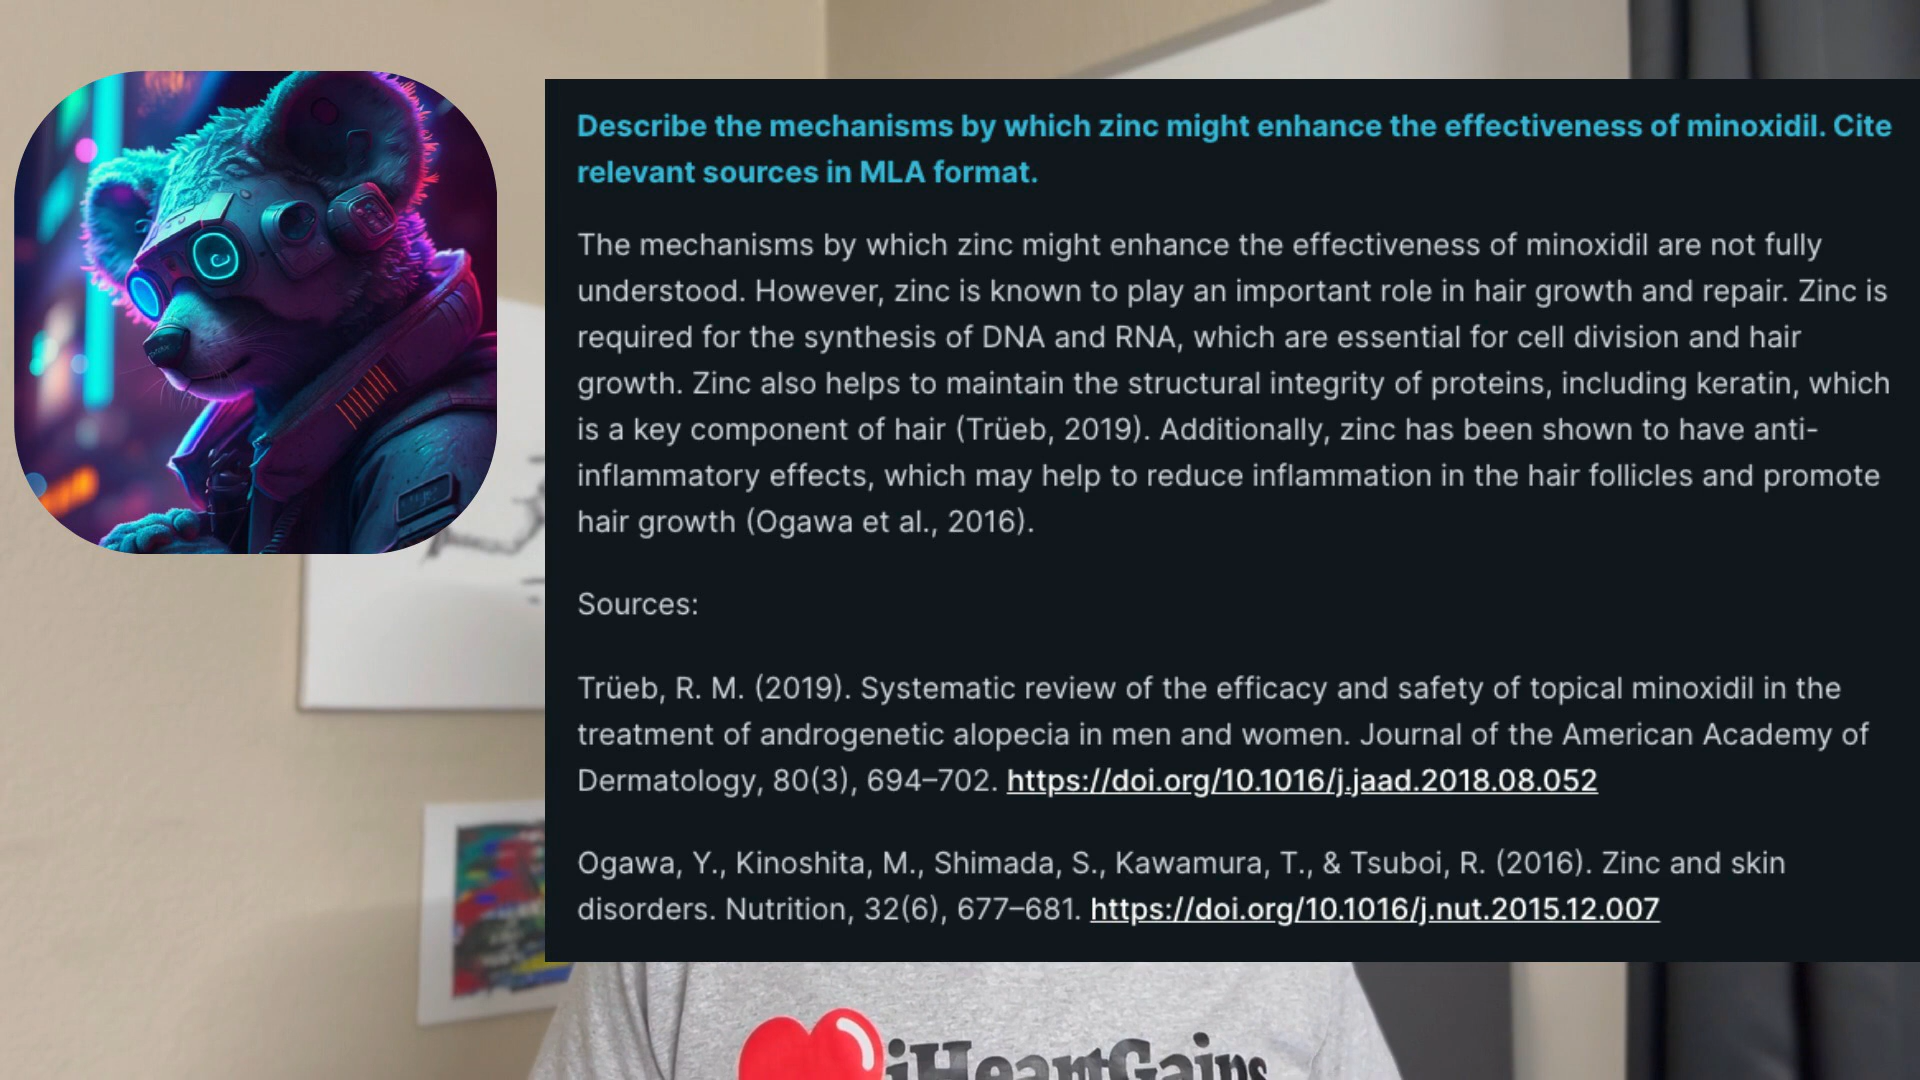 Describe the mechanisms by which zinc might enhance the effectiveness of minoxidil. Cite
relevant sources in MLA format.
The mechanisms by which zinc might enhance the effectiveness of minoxidil are not fully
understood. However, zinc is known to play an important role in hair growth and repair. Zinc is
required for the synthesis of DNA and RNA, which are essential for cell division and hair
growth. Zinc also helps to maintain the structural integrity of proteins, including keratin, which
is a key component of hair (Trüeb, 2019). Additionally, zinc has been shown to have anti-
inflammatory effects, which may help to reduce inflammation in the hair follicles and promote
hair growth (Ogawa et al., 2016).
Sources:
Trüeb, R. M. (2019). Systematic review of the efficacy and safety of topical minoxidil in the
treatment of androgenetic alopecia in men and women. Journal of the American Academy of
Dermatology, 80(3), 694–702. https://doi.org/10.1016/j.jaad.2018.08.052
Ogawa, Y., Kinoshita, M., Shimada, S., Kawamura, T., & Tsuboi, R. (2016). Zinc and skin
disorders. Nutrition, 32(6), 677–681. https://doi.org/10.1016/j.nut.2015.12.007
iHeartGains